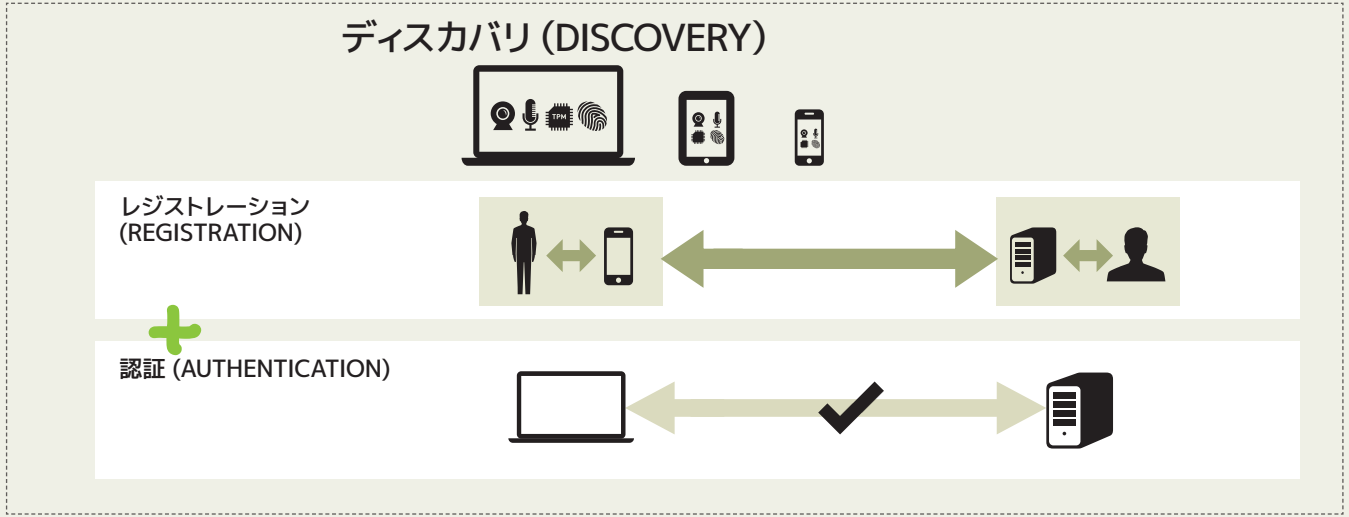 ディスカバリ (DISCOVERY)
TPM
レジストレーション
(REGISTRATION)
認証 (AUTHENTICATION)